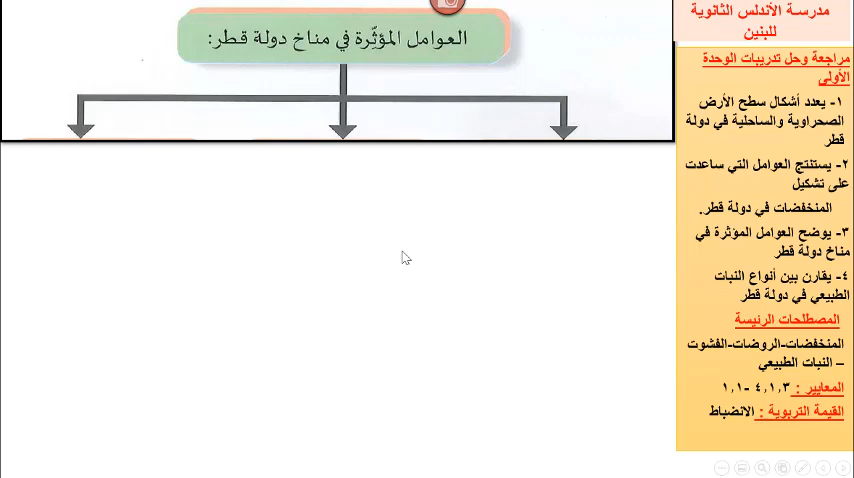 مدرسة الأندلس الثانوية
للبنين
العوامل المؤثّرة في مناخ دولة قطر:
مراجعة وحل تدريبات الوحدة
الأولى
١- يعدد أشكال سطح الأرض
الصحراوية والساحلية في دولة
قطر
٢- يستنتج العوامل التي ساعدت
على تشكيل
المنخفضات في دولة قطر.
٣- يوضح العوامل المؤثرة في
مناخ دولة قطر
٤- يقارن بين أنواع النبات
الطبيعي في دولة قطر
المصطلحات الرئيسة
المنخفضات-الروضات-الغشوت
– النبات الطبيعي
المعايير : ٤,١,٣ -١,١
القيمة التربوية : الانضباط